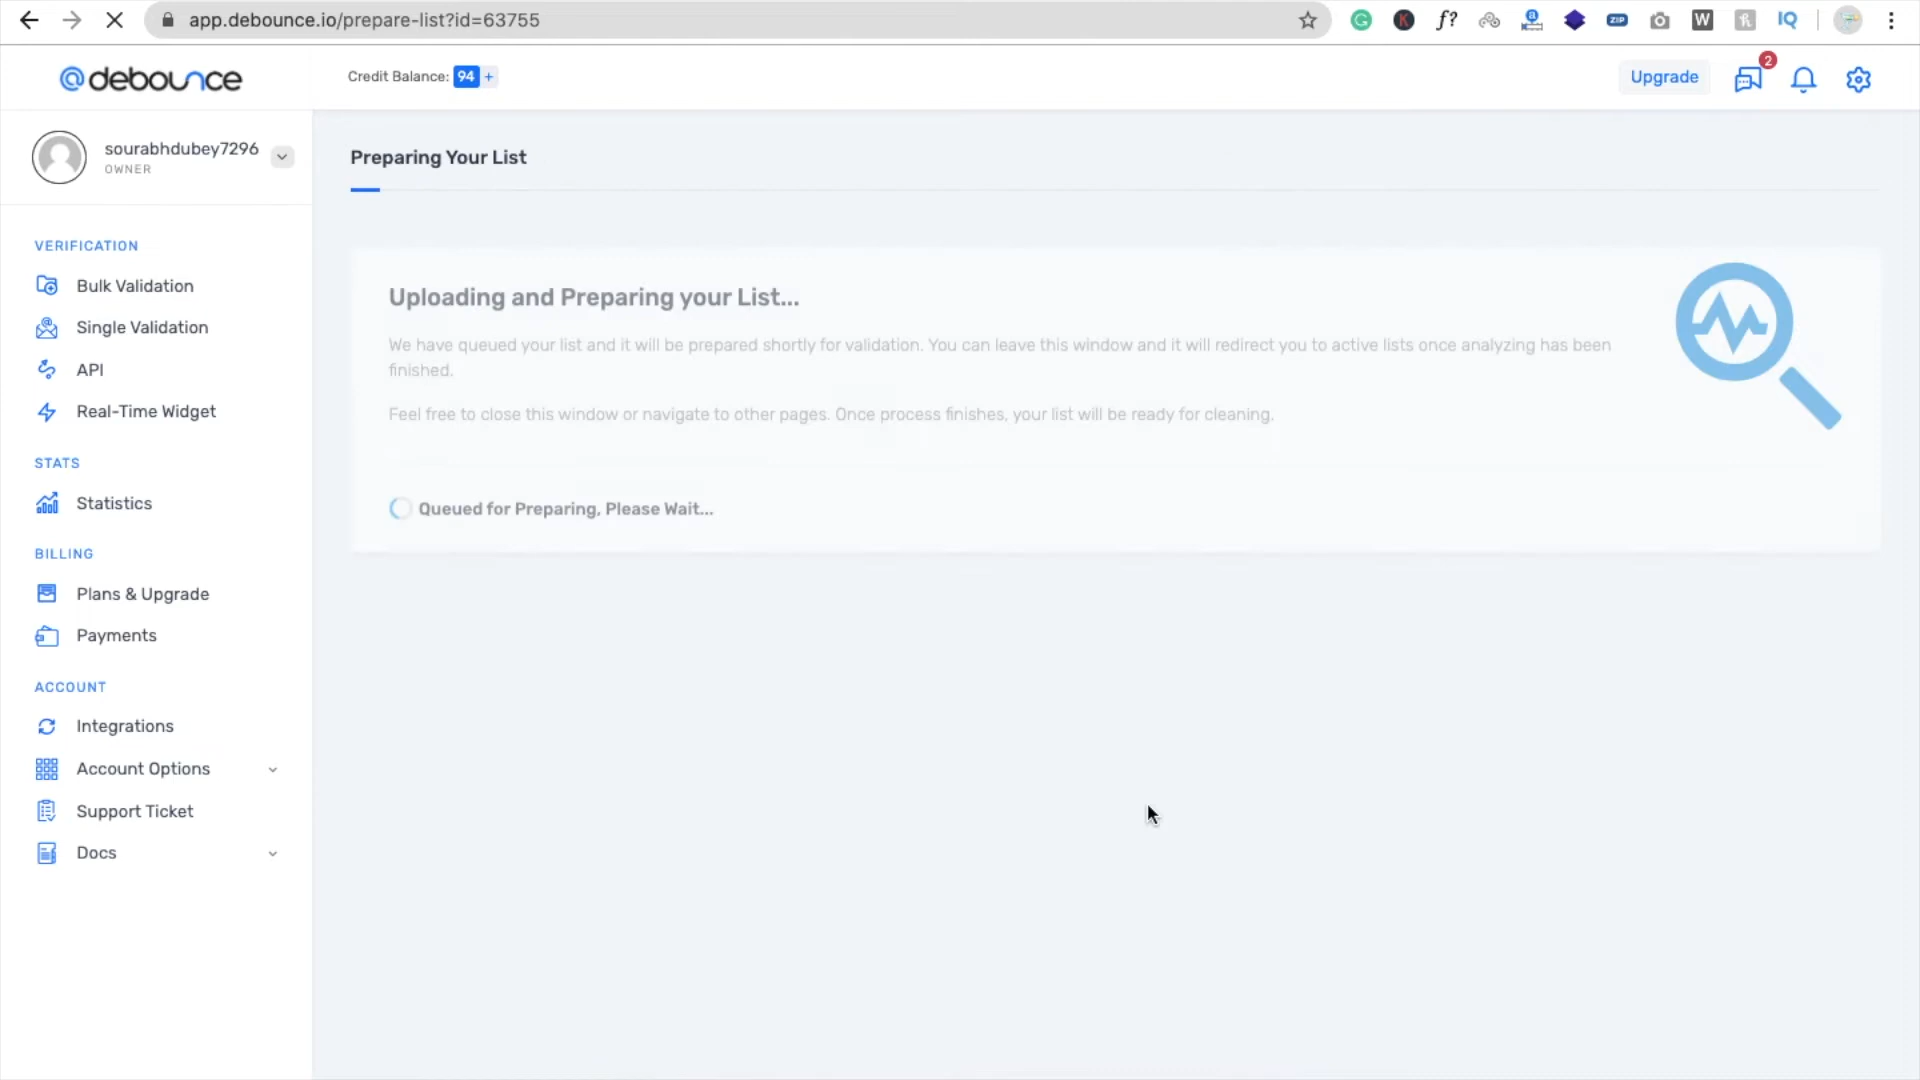 app.debounce.io/prepare-list?id=63755
debounce
Credit Balance: 94 +
Upgrade
2
sourabhdubey7296
OWNER
VERIFICATION
Bulk Validation
Single Validation
API
Real-Time Widget
STATS
Statistics
BILLING
Plans & Upgrade
Payments
ACCOUNT
Integrations
Account Options
Support Ticket
Docs
Preparing Your List
Uploading and Preparing your List...
We have queued your list and it will be prepared shortly for validation. You can leave this window and it will redirect you to active lists once analyzing has been
finished.
Feel free to close this window or navigate to other pages. Once process finishes, your list will be ready for cleaning.
Queued for Preparing, Please Wait...